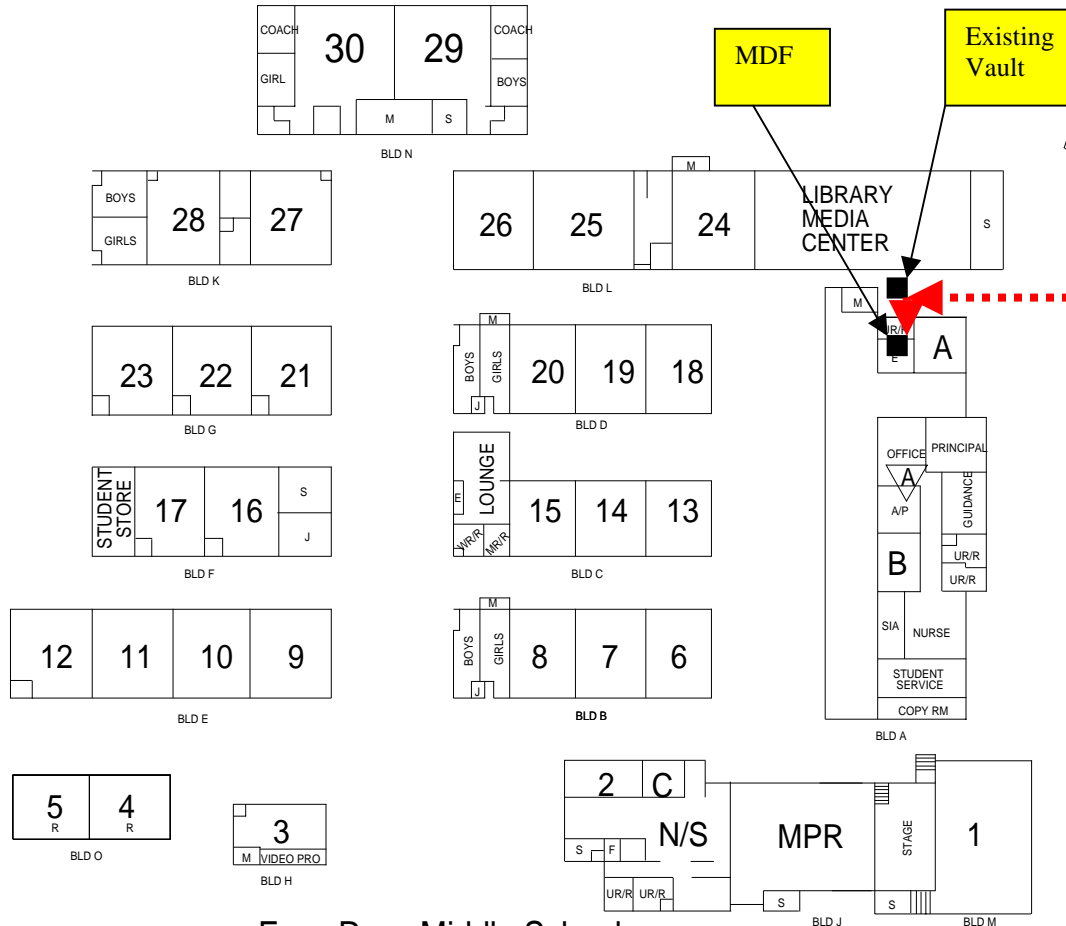 COACH
30
29
COACH
GIRL
BOYS
M
S
BLD N
MDF
Existing
Vault
BOYS
GIRLS
28
27
BLD K
26
25
M
24
LIBRARY
MEDIA
CENTER
S
BLD L
23
22
21
BLD G
M
BOYS
GIRLS
J
20
19
18
BLD D
M
UR/R
E
A
OFFICE
PRINCIPAL
A
A/P
GUIDANCE
B
UR/R
UR/R
SIA
NURSE
STUDENT
SERVICE
COPY RM
BLD A
STUDENT
STORE
17
16
S
J
BLD F
LOUNGE
E
WR/R
MR/R
15
14
13
BLD C
12
11
10
9
BLD E
M
BOYS
GIRLS
J
8
7
6
BLD B
5
R
4
R
BLD O
3
M
VIDEO PRO
BLD H
2
C
N/S
S
F
UR/R
UR/R
MPR
STAGE
1
S
S
BLD J
BLD M